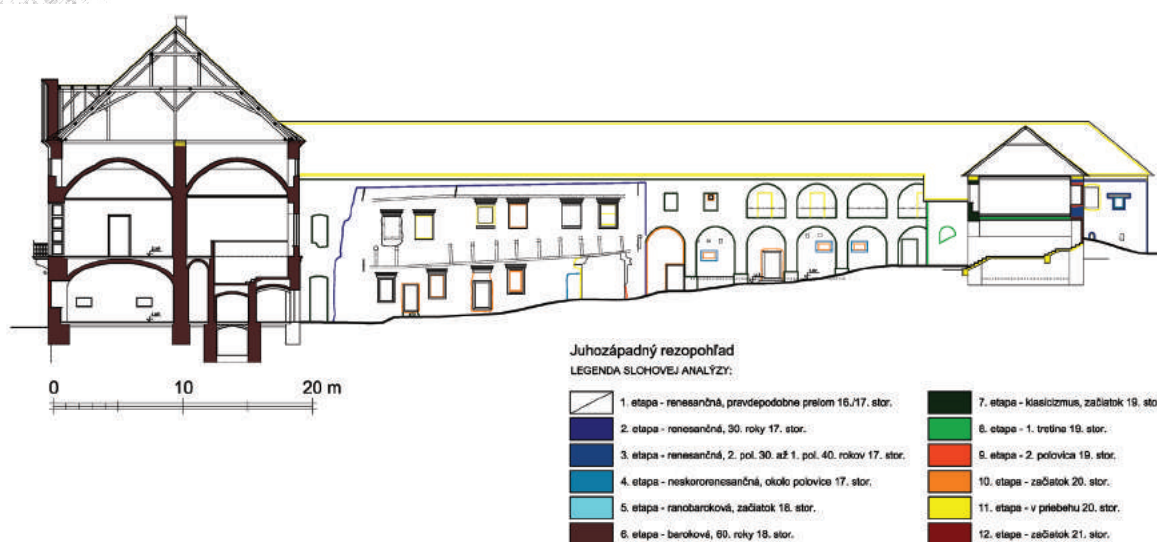 0 10 20 m
Juhozápadný rezopohľad
LEGENDA SLOHOVEJ ANALÝZY:
1. etapa - renesančná, pravdepodobne prelom 16./17. stor.
2. etapa - renesančná, 30. roky 17. stor.
3. etapa - renesančná, 2. pol. 30. až 1. pol. 40. rokov 17. stor.
4. etapa - neskororenesančná, okolo polovice 17. stor.
5. etapa - ranobaroková, začiatok 18. stor.
6. etapa - baroková, 60. roky 18. stor.
7. etapa - klasicizmus, začiatok 19. sto
8. etapa - 1. tretina 19. stor.
9. etapa - 2. polovica 19. stor.
10. etapa - začiatok 20. stor.
11. etapa - v priebehu 20. stor.
12. etapa - začiatok 21. stor.